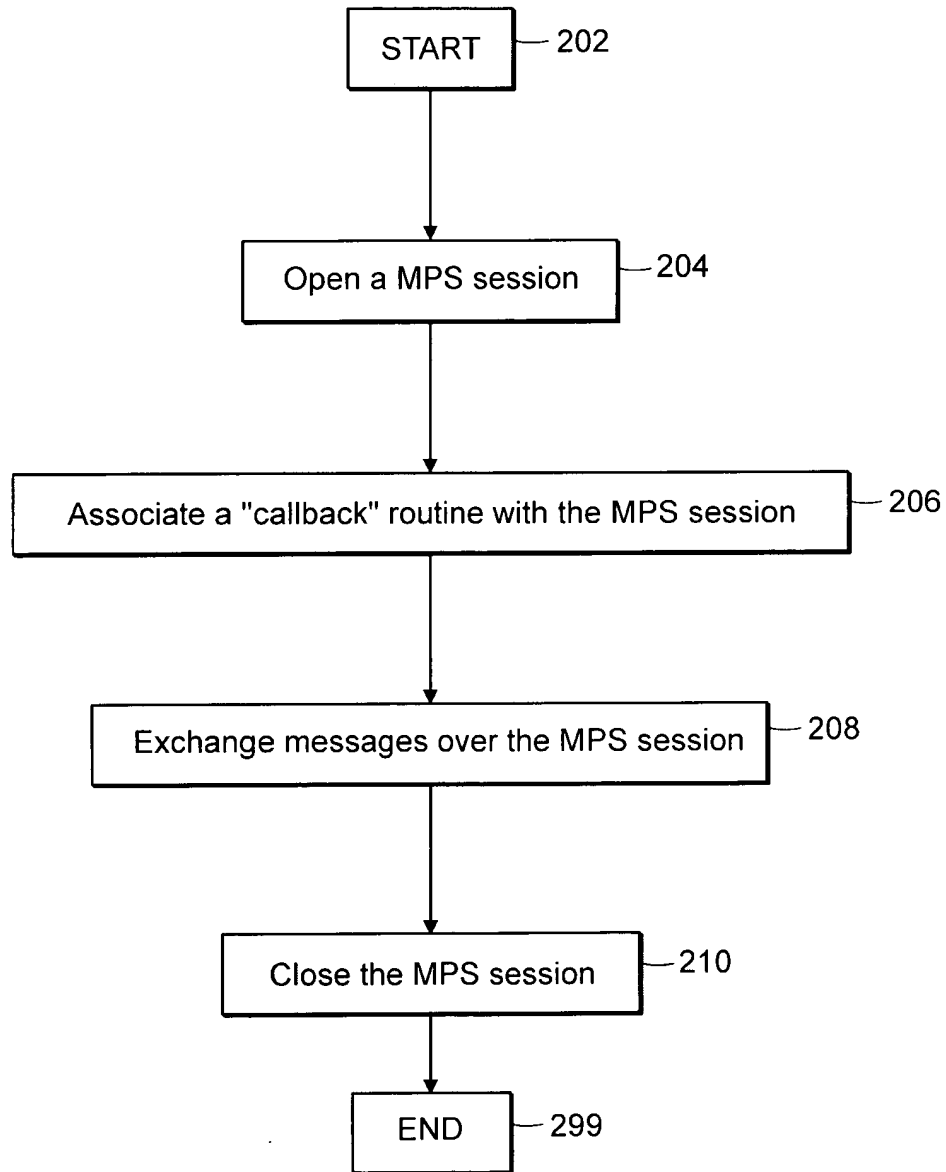 START 202
Open a MPS session 204
Associate a "callback" routine with the MPS session 206
Exchange messages over the MPS session 208
Close the MPS session 210
END 299